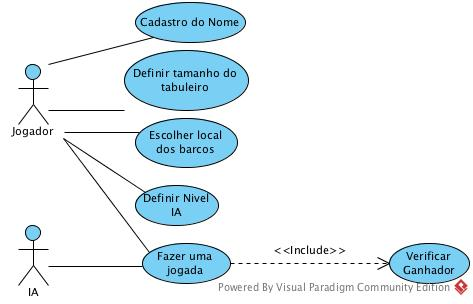 Cadastro do Nome
Definir tamanho do
tabuleiro
Jogador
Escolher local
dos barcos
Definir Nivel
IA
Fazer uma
jogada
<<Include>>
Verificar
Ganhador
IA
Powered By Visual Paradigm Community Edition